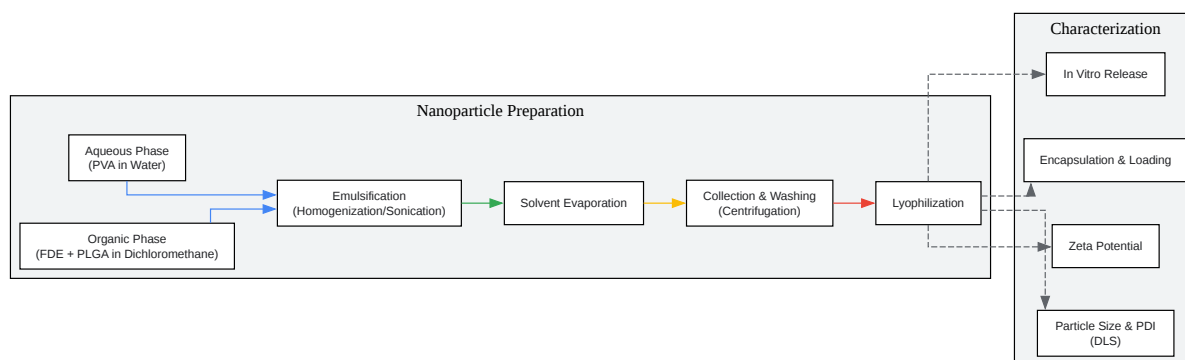 Nanoparticle Preparation
Aqueous Phase
(PVA in Water)
Organic Phase
(FDE + PLGA in Dichloromethane)
Emulsification
(Homogenization/Sonication)
Solvent Evaporation
Collection & Washing
(Centrifugation)
Lyophilization
Characterization
In Vitro Release
Encapsulation & Loading
Zeta Potential
Particle Size & PDI
(DLS)